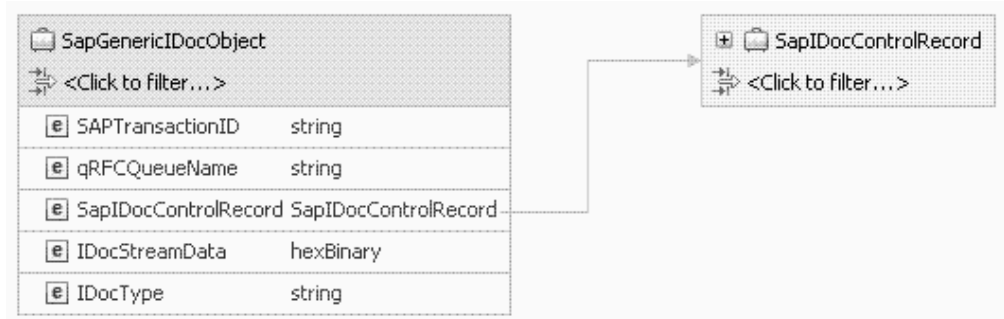 SapGenericIDocObject
<Click to filter...>
e SAPTransactionID string
e qRFCQueueName string
e SapIDocControlRecord SapIDocControlRecord
e IDocStreamData hexBinary
e IDocType string
SapIDocControlRecord
<Click to filter...>